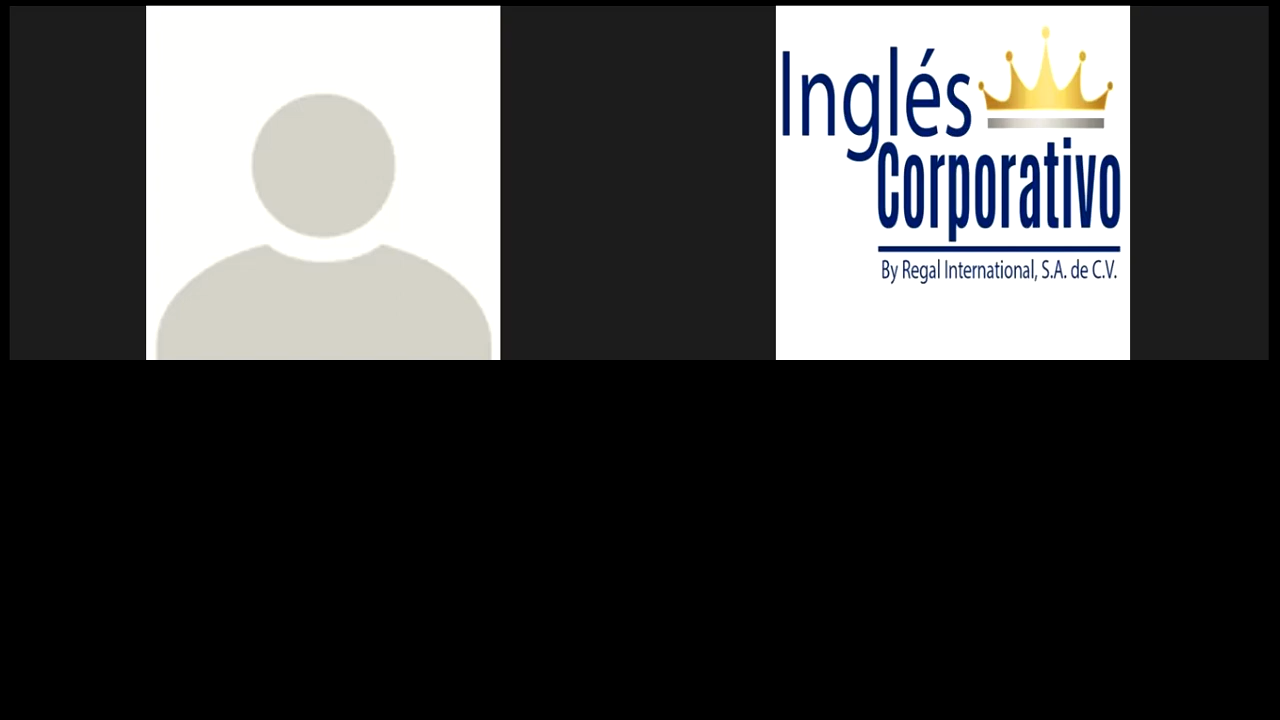 Inglés
Corporativo
By Regal International, S.A. de C.V.